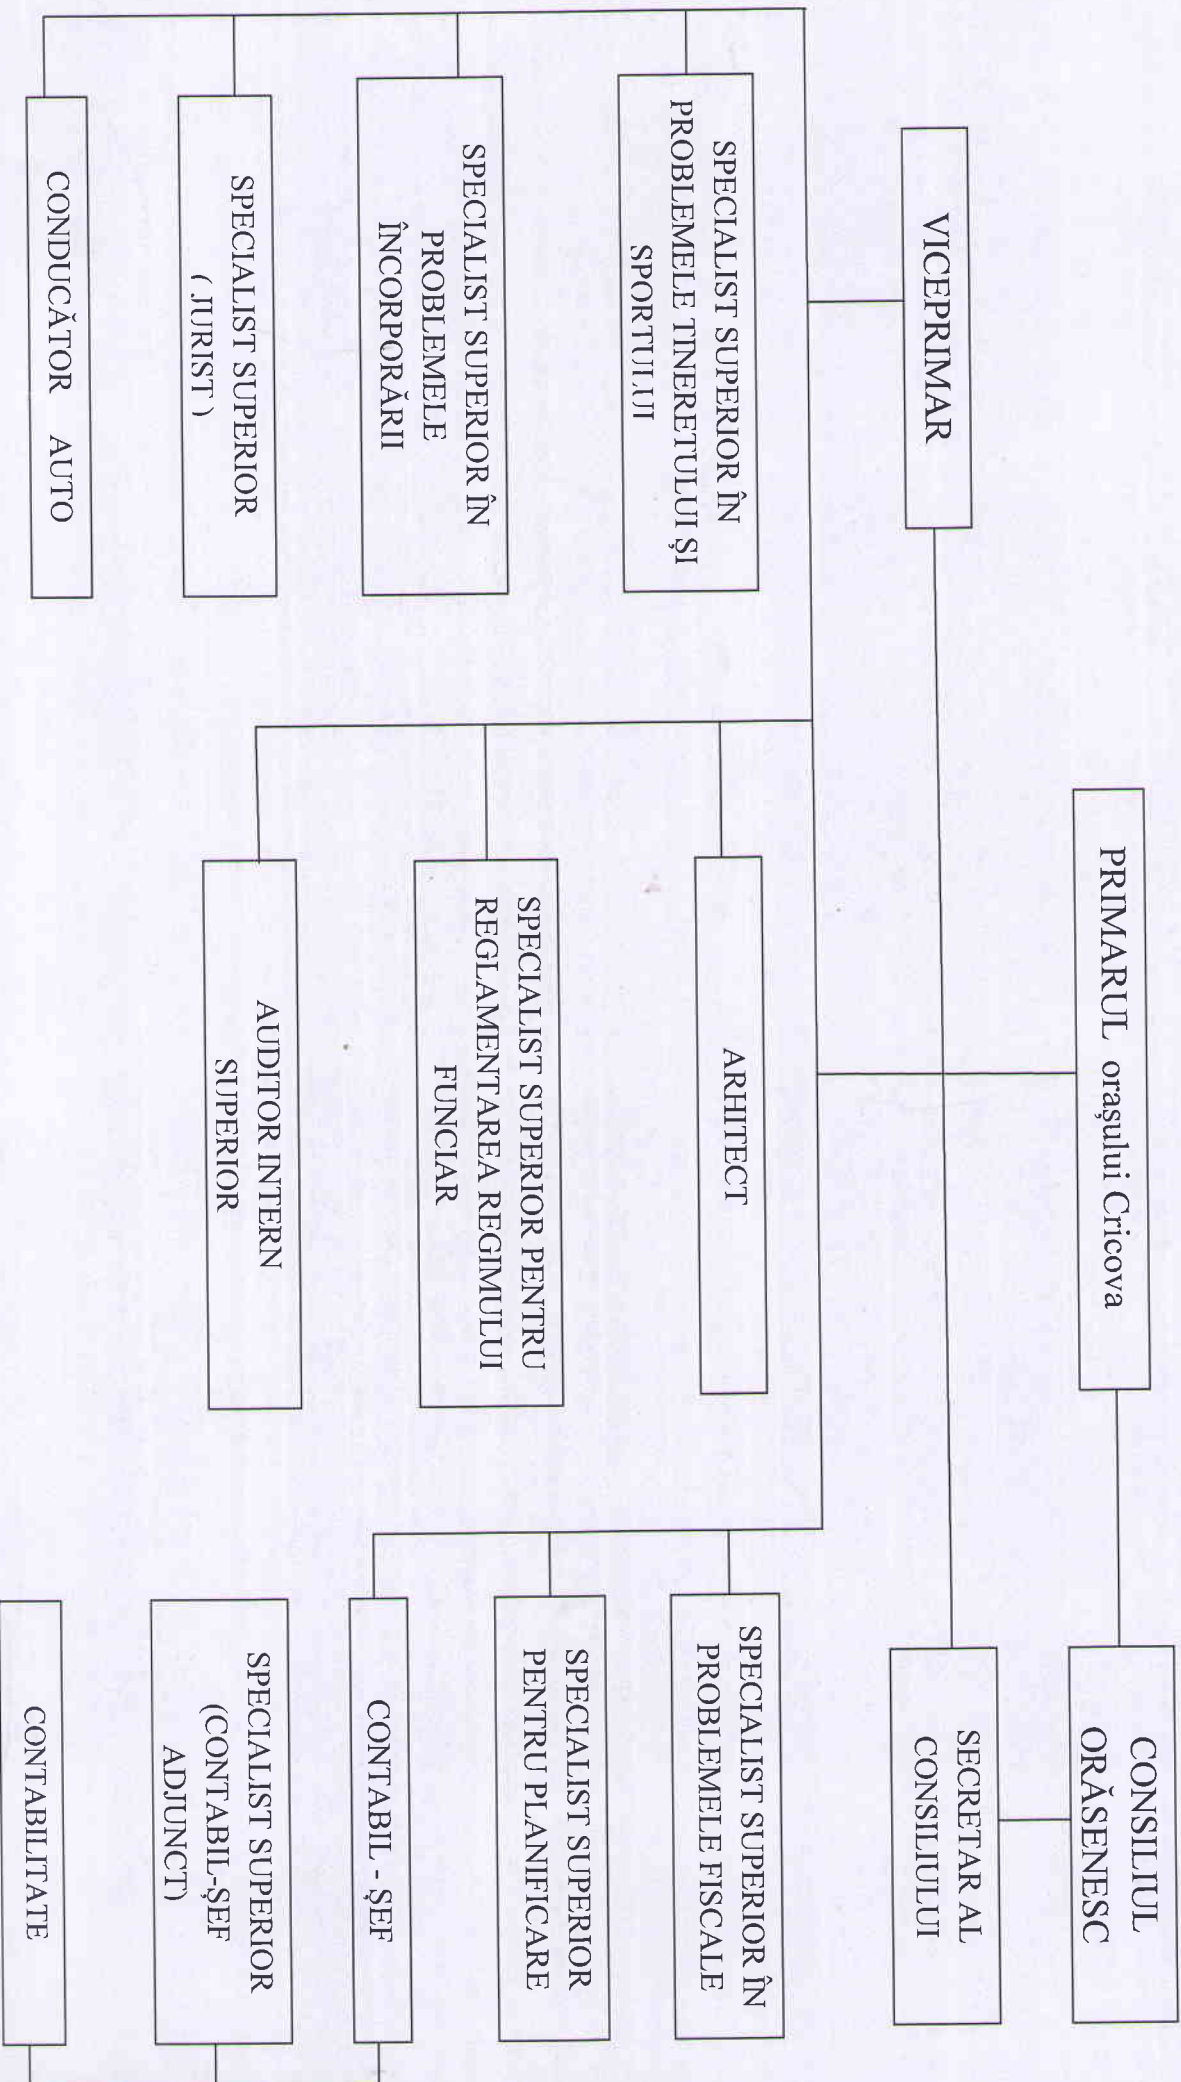 PRIMARUL orașului Cricova
CONSILIUL
ORĂSENESC
VICEPRIMAR
SECRETAR AL
CONSILIULUI
SPECIALIST SUPERIOR ÎN
PROBLEMELE TINERETULUI ȘI
SPORTULUI
SPECIALIST SUPERIOR ÎN
PROBLEMELE
ÎNCORPORĂRII
SPECIALIST SUPERIOR
( JURIST )
CONDUCĂTOR AUTO
ARHITECT
SPECIALIST SUPERIOR PENTRU
REGLAMENTAREA REGIMULUI
FUNCIAR
AUDITOR INTERN
SUPERIOR
SPECIALIST SUPERIOR ÎN
PROBLEMELE FISCALE
SPECIALIST SUPERIOR
PENTRU PLANIFICARE
CONTABIL - ȘEF
SPECIALIST SUPERIOR
(CONTABIL-ȘEF
ADJUNCT)
CONTABILITATE